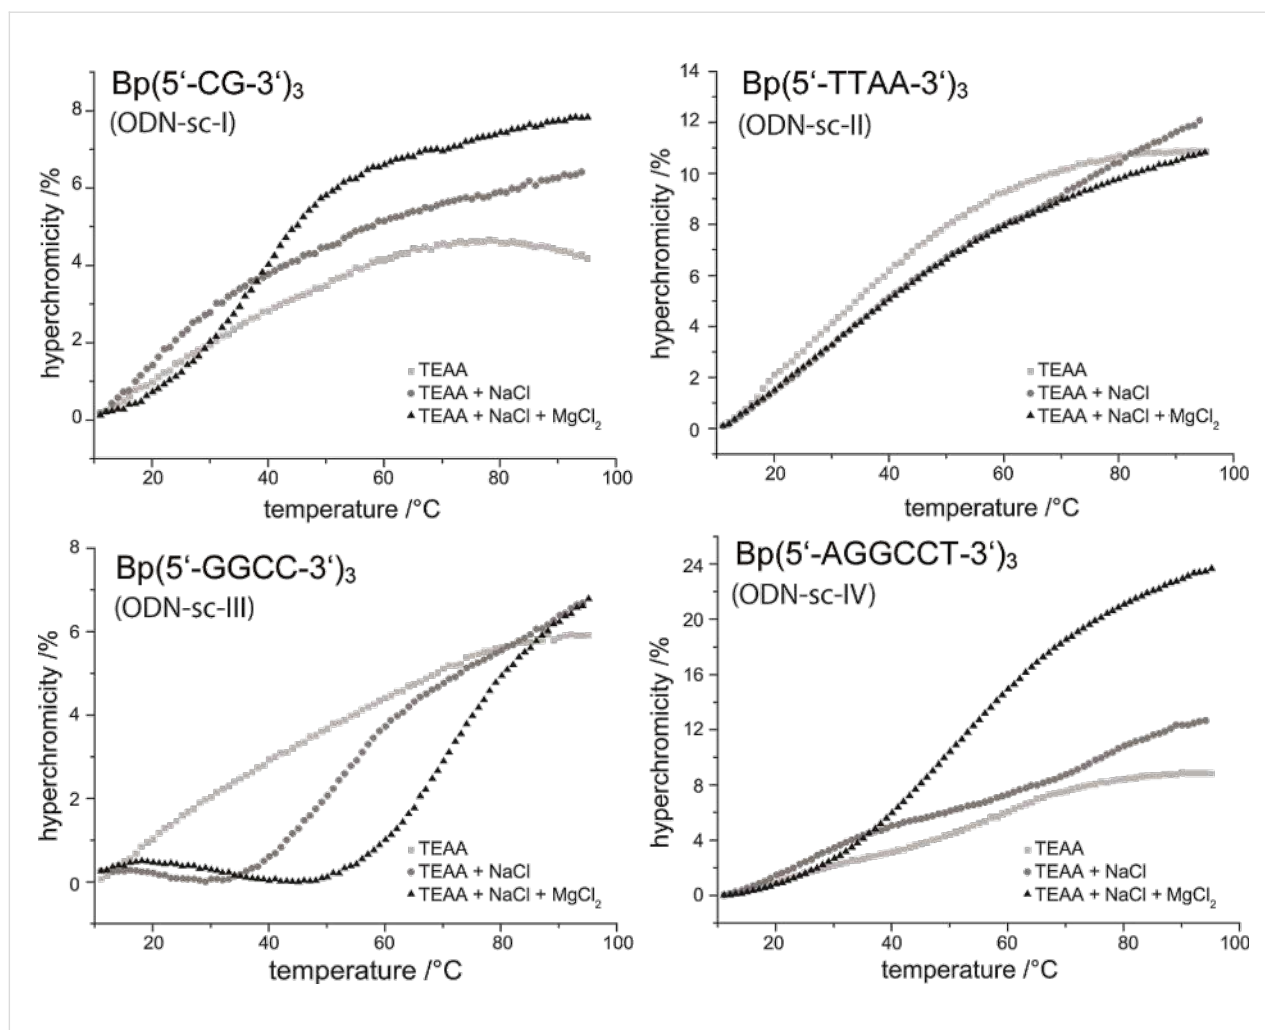 Bp(5‘-CG-3‘)₃
(ODN-sc-I)
hyperchromicity /%
8
6
4
2
0
TEAA
TEAA + NaCl
TEAA + NaCl + MgCl₂
20 40 60 80 100
temperature /°C
Bp(5‘-TTAA-3‘)₃
(ODN-sc-II)
hyperchromicity /%
14
12
10
8
6
4
2
0
TEAA
TEAA + NaCl
TEAA + NaCl + MgCl₂
20 40 60 80 100
temperature /°C
Bp(5‘-GGCC-3‘)₃
(ODN-sc-III)
hyperchromicity /%
8
6
4
2
0
TEAA
TEAA + NaCl
TEAA + NaCl + MgCl₂
20 40 60 80 100
temperature /°C
Bp(5‘-AGGCCT-3‘)₃
(ODN-sc-IV)
hyperchromicity /%
24
20
16
12
8
4
0
TEAA
TEAA + NaCl
TEAA + NaCl + MgCl₂
20 40 60 80 100
temperature /°C